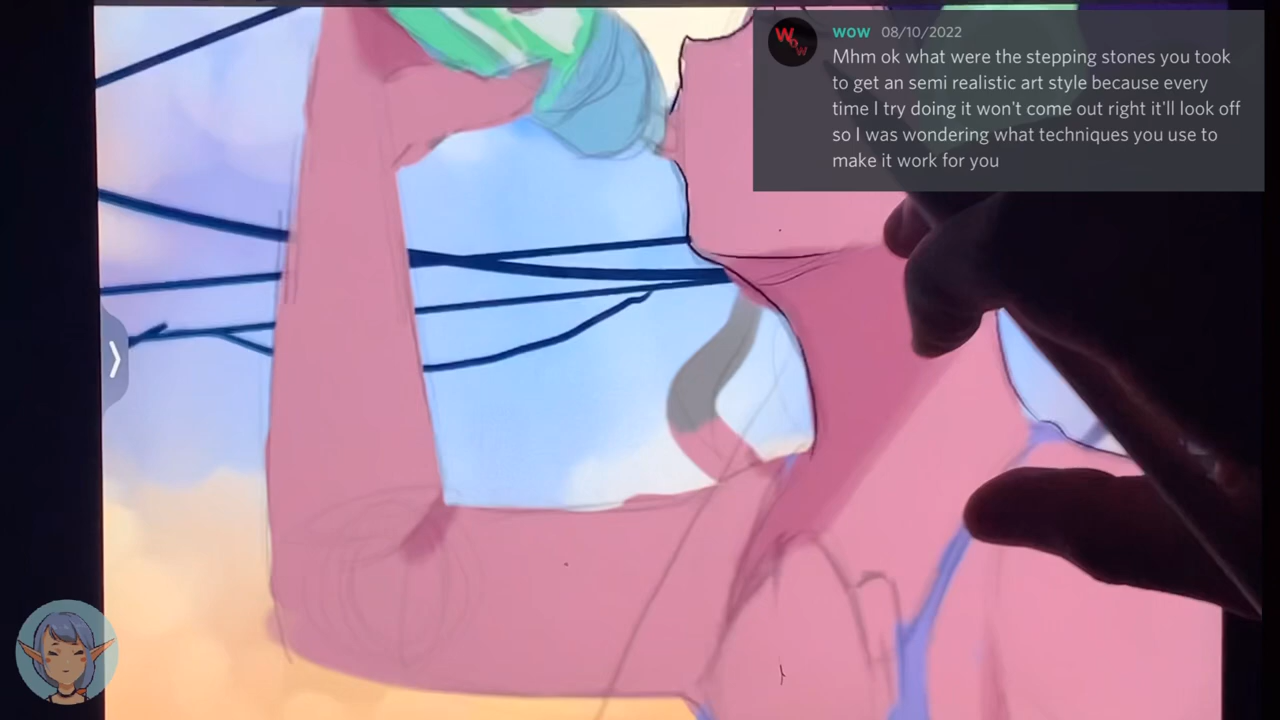 WOW 08/10/2022
Mhm ok what were the stepping stones you took
to get an semi realistic art style because every
time I try doing it won't come out right it'll look off
so I was wondering what techniques you use to
make it work for you
WOW